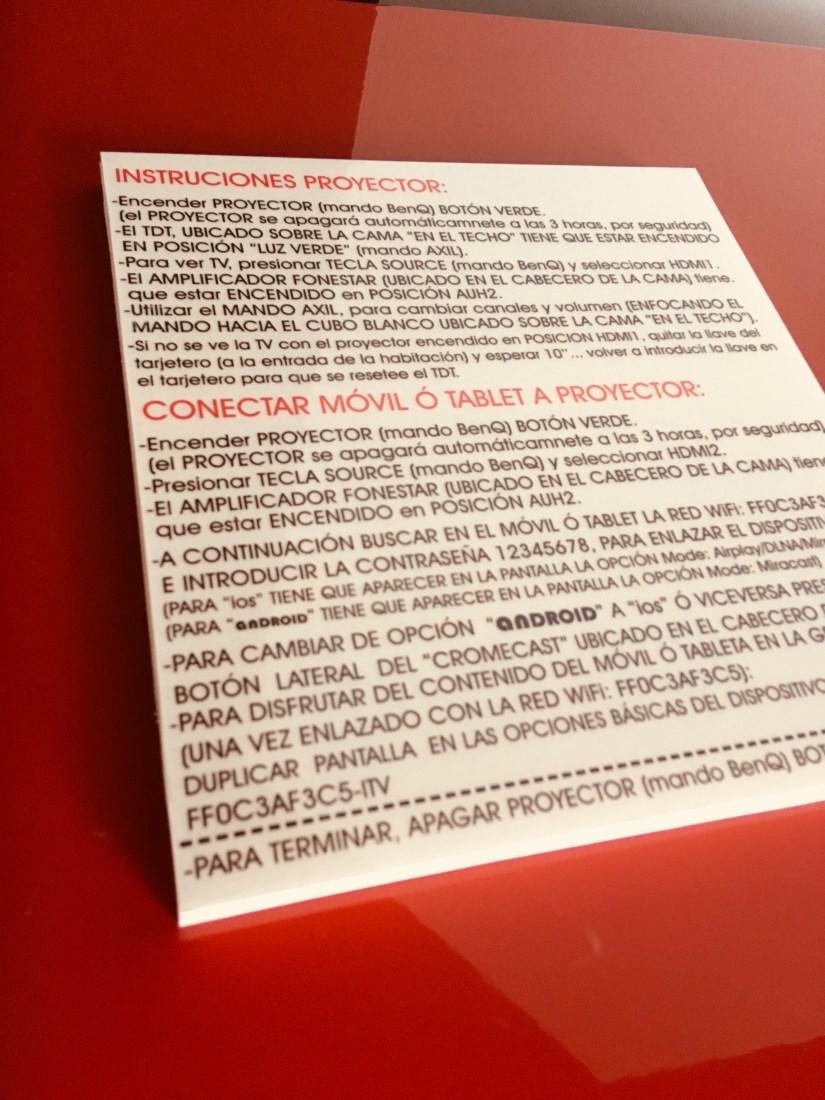 INSTRUCIONES PROYECTOR:
-Encender PROYECTOR (mando BenQ) BOTÓN VERDE.
(el PROYECTOR se apagará automáticamnete a las 3 horas, por seguridad)
-El TDT, UBICADO SOBRE LA CAMA "EN EL TECHO" TIENE QUE ESTAR ENCENDIDO
EN POSICIÓN "LUZ VERDE" (mando AXIL).
-Para ver TV, presionar TECLA SOURCE (mando BenQ) y seleccionar HDMI1.
-El AMPLIFICADOR FONESTAR (UBICADO EN EL CABECERO DE LA CAMA) tiene.
que estar ENCENDIDO en POSICIÓN AUH2.
-Utilizar el MANDO AXIL, para cambiar canales y volumen (ENFOCANDO EL
MANDO HACIA EL CUBO BLANCO UBICADO SOBRE LA CAMA "EN EL TECHO").
-Si no se ve la TV con el proyector encendido en POSICION HDMI1, quitar la llave del
tarjetero (a la entrada de la habitación) y esperar 10" ... volver a introducir la llave en
el tarjetero para que se resetee el TDT.
CONECTAR MÓVIL Ó TABLET A PROYECTOR:
-Encender PROYECTOR (mando BenQ) BOTÓN VERDE.
(el PROYECTOR se apagará automáticamnete a las 3 horas, por seguridad)
-Presionar TECLA SOURCE (mando BenQ) y seleccionar HDMI2.
-El AMPLIFICADOR FONESTAR (UBICADO EN EL CABECERO DE LA CAMA) tiene
que estar ENCENDIDO en POSICIÓN AUH2.
-A CONTINUACIÓN BUSCAR EN EL MÓVIL Ó TABLET LA RED WiFi: FF0C3AF3
E INTRODUCIR LA CONTRASEÑA 12345678, PARA ENLAZAR EL DISPOSITIV
(PARA "ios" TIENE QUE APARECER EN LA PANTALLA LA OPCIÓN Mode: Airplay/DLNA/Mir
(PARA "ANDROID" TIENE QUE APARECER EN LA PANTALLA LA OPCIÓN Mode: Miracast)
-PARA CAMBIAR DE OPCIÓN "ANDROID" A "ios" Ó VICEVERSA PRES
BOTÓN LATERAL DEL "CROMECAST" UBICADO EN EL CABECERO D
-PARA DISFRUTAR DEL CONTENIDO DEL MÓVIL Ó TABLETA EN LA G
(UNA VEZ ENLAZADO CON LA RED WiFi: FF0C3AF3C5):
DUPLICAR PANTALLA EN LAS OPCIONES BÁSICAS DEL DISPOSITIVO
FF0C3AF3C5-ITV
-PARA TERMINAR, APAGAR PROYECTOR (mando BenQ) BOT